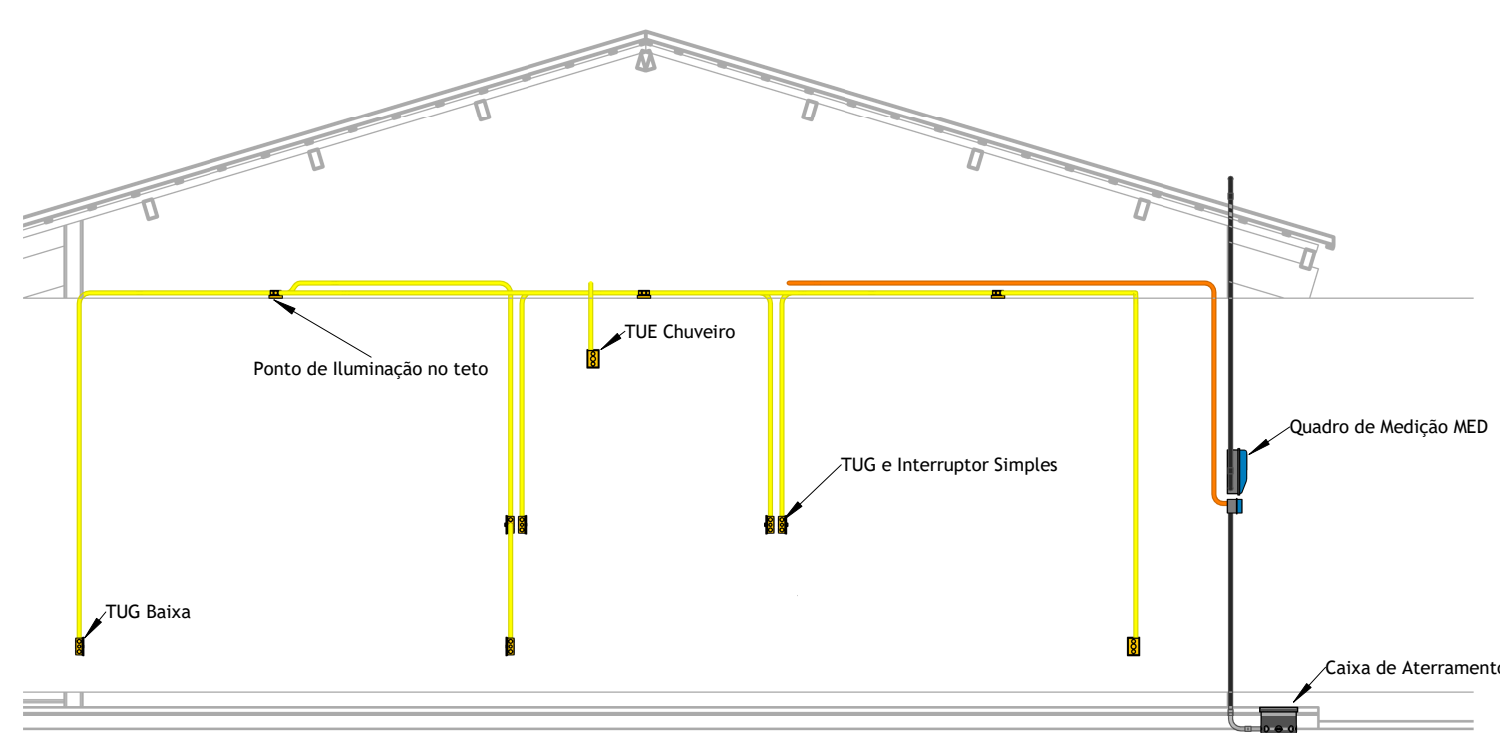 TUE Chuveiro
Ponto de Iluminação no teto
Quadro de Medição MED
TUG e Interruptor Simples
TUG Baixa
Caixa de Aterramento